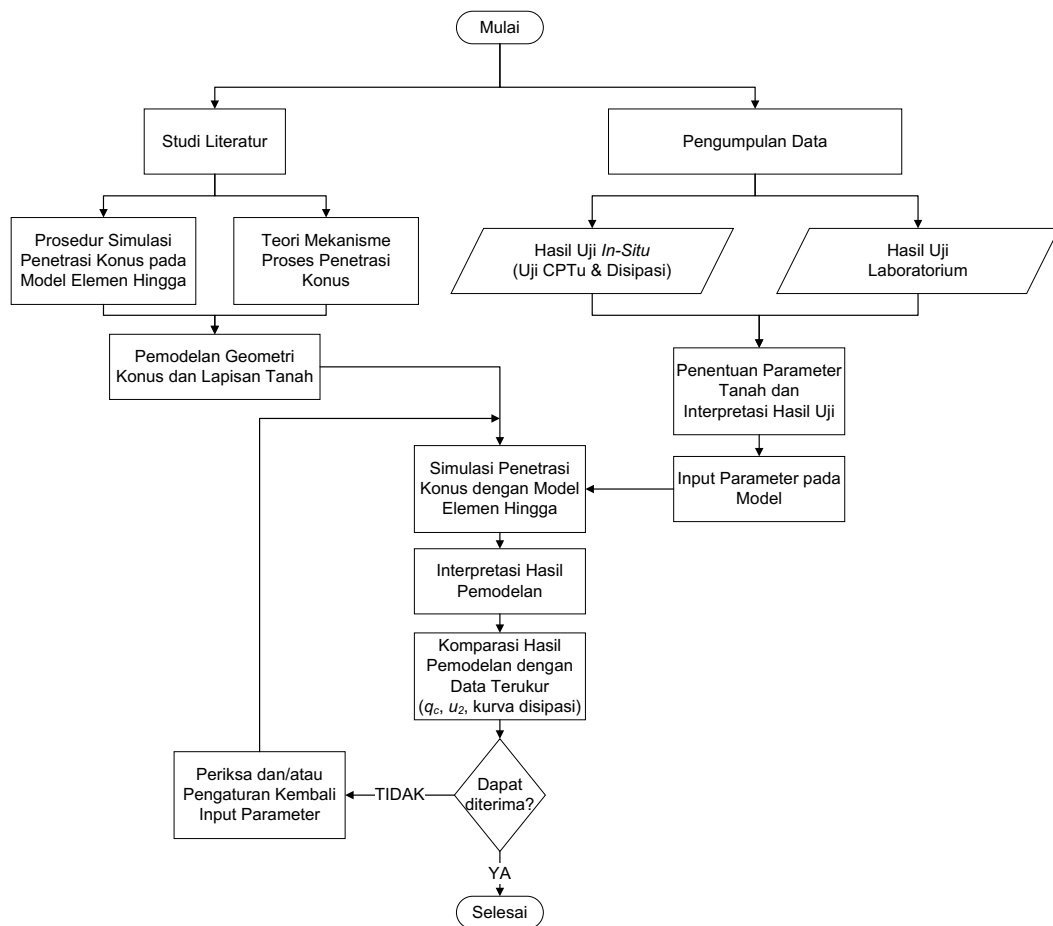 Mulai
Studi Literatur
Pengumpulan Data
Prosedur Simulasi
Penetrasi Konus pada
Model Elemen Hingga
Teori Mekanisme
Proses Penetrasi
Konus
Hasil Uji In-Situ
(Uji CPTu & Disipasi)
Hasil Uji
Laboratorium
Pemodelan Geometri
Konus dan Lapisan Tanah
Penentuan Parameter
Tanah dan
Interpretasi Hasil Uji
Simulasi Penetrasi
Konus dengan Model
Elemen Hingga
Input Parameter pada
Model
Interpretasi Hasil
Pemodelan
Komparasi Hasil
Pemodelan dengan
Data Terukur
(qc, u2, kurva disipasi)
Periksa dan/atau
Pengaturan Kembali
Input Parameter
TIDAK
Dapat
diterima?
YA
Selesai